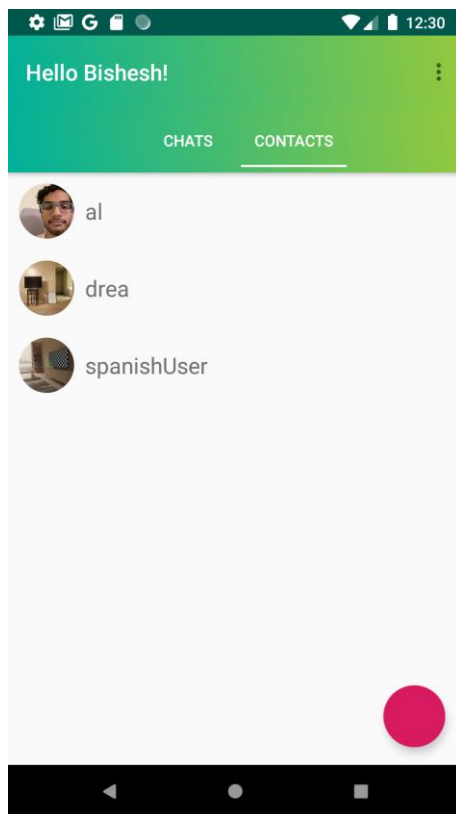 12:30
Hello Bishesh!
CHATS CONTACTS
al
drea
spanishUser